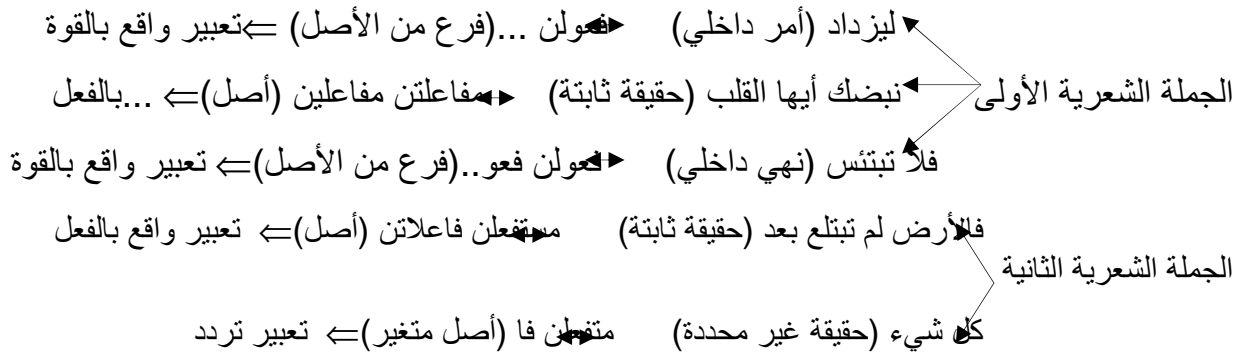 ليزداد (أمر داخلي) فعولن ...(فرع من الأصل) ⇐تعبير واقع بالقوة
الجملة الشعرية الأولى
نبضك أيها القلب (حقيقة ثابتة) مفاعلتن مفاعلين (أصل)⇐ ...بالفعل
فلا تبتئس (نهي داخلي) فعولن فعو..(فرع من الأصل)⇐ تعبير واقع بالقوة
فالأرض لم تبتلع بعد (حقيقة ثابتة) مستفعلن فاعلاتن (أصل)⇐ تعبير واقع بالفعل
الجملة الشعرية الثانية
كل شيء (حقيقة غير محددة) متفعلن فا (أصل متغير)⇐ تعبير تردد